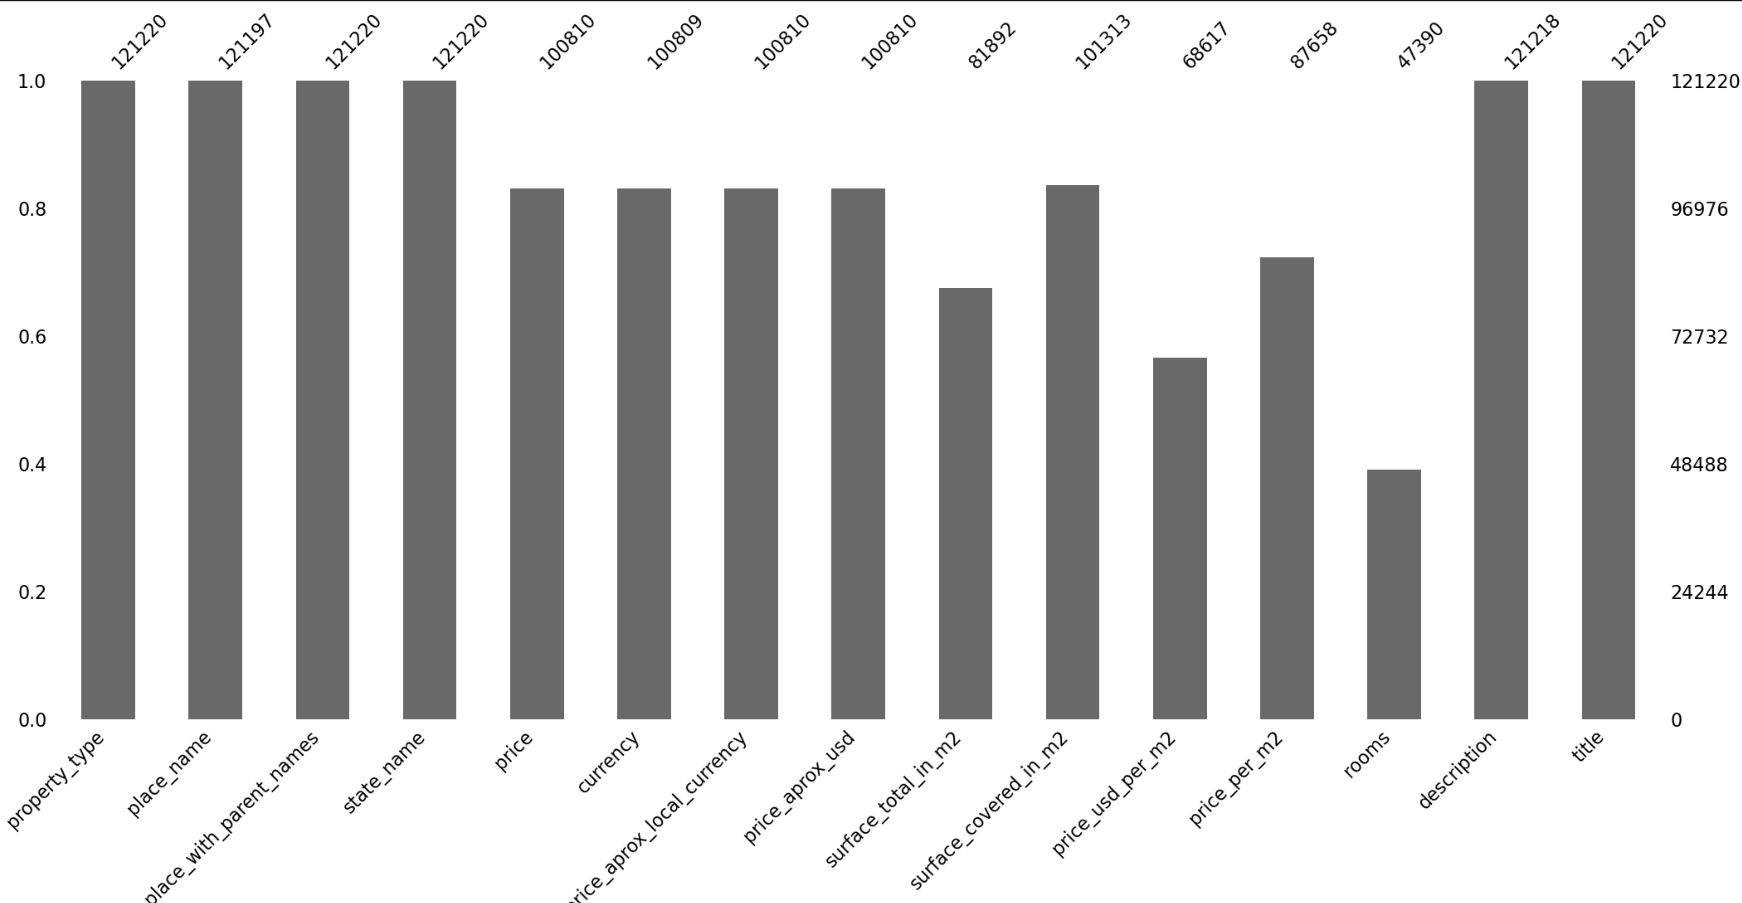 121220 121197 121220 121220 100810 100809 100810 100810 81892 101313 68617 87658 47390 121218 121220
1.0 121220
0.8 96976
0.6 72732
0.4 48488
0.2 24244
0.0 0
property_type
place_name
place_with_parent_names
state_name
price
currency
price_aprox_local_currency
price_aprox_usd
surface_total_in_m2
surface_covered_in_m2
price_usd_per_m2
price_per_m2
rooms
description
title